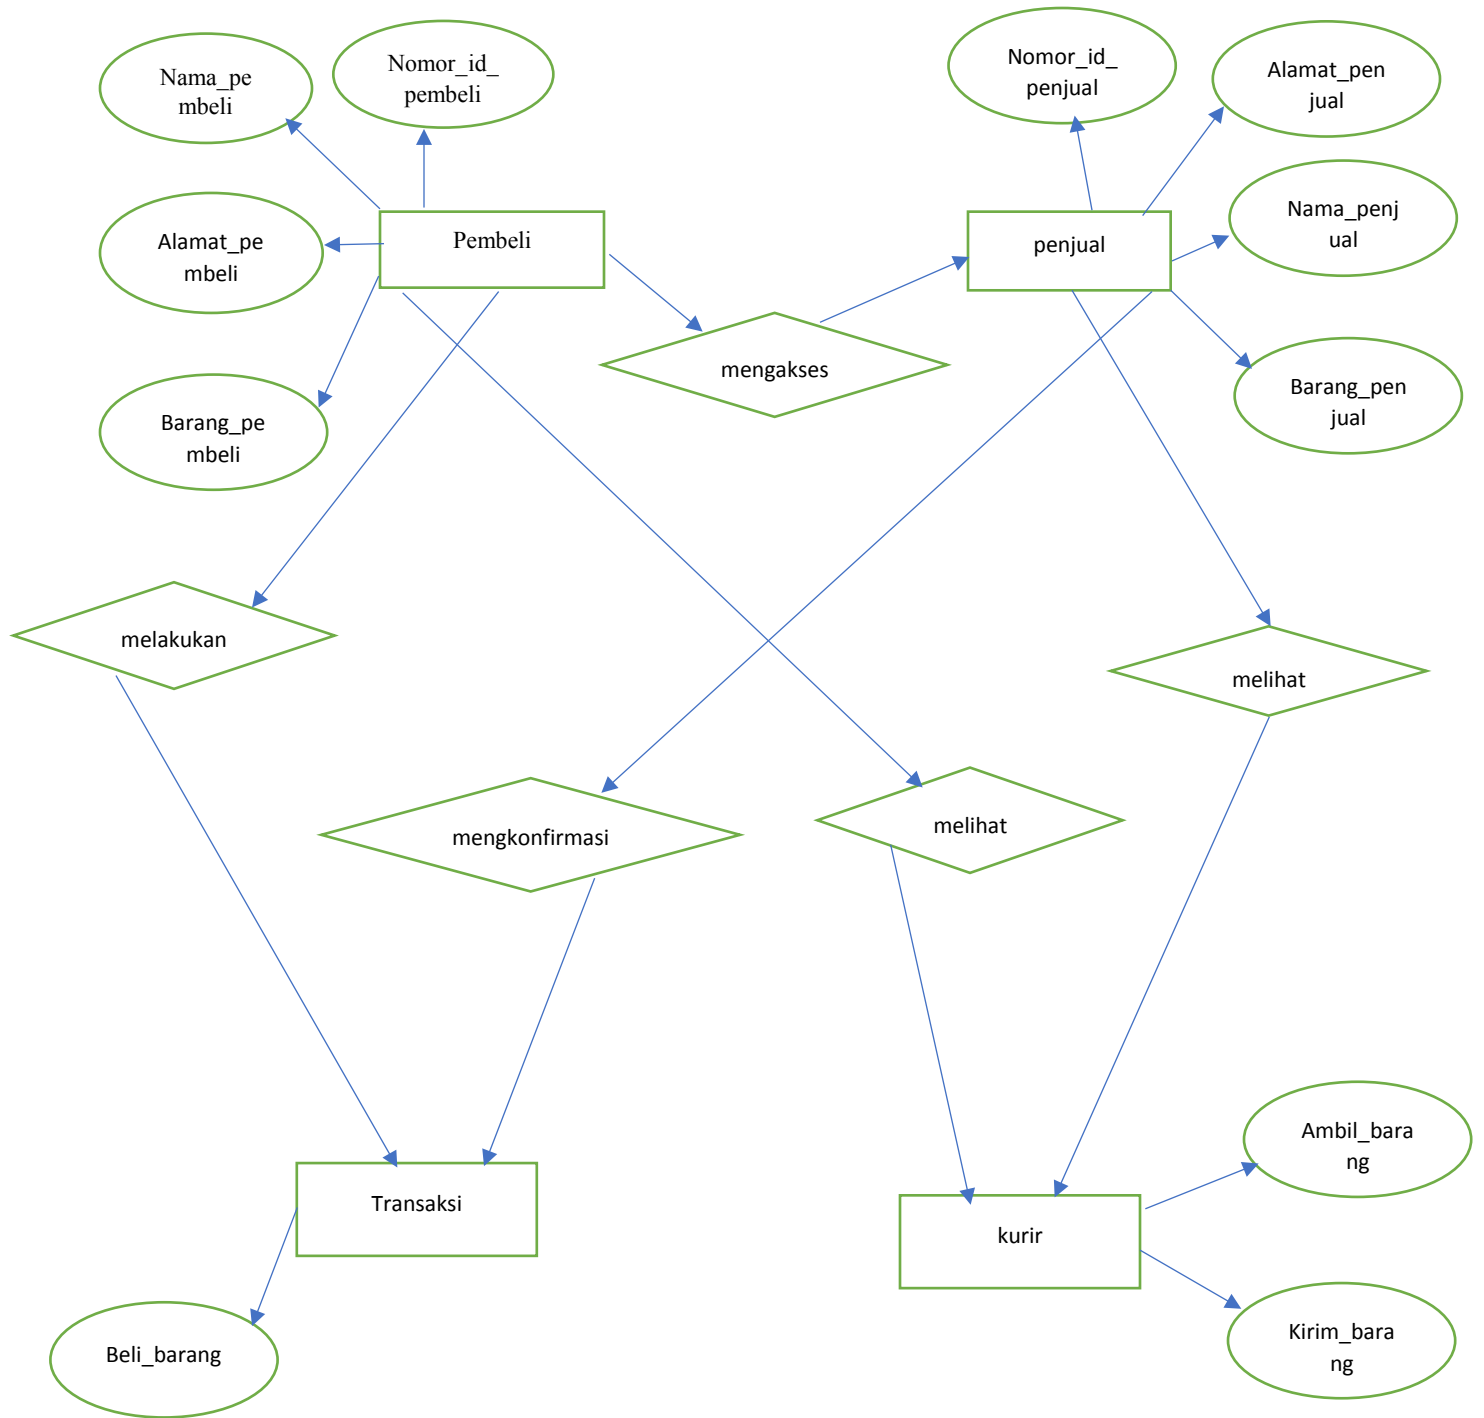 Nama_pe
mbeli
Nomor_id_
pembeli
Nomor_id_
penjual
Alamat_pen
jual
Alamat_pe
mbeli
Pembeli
penjual
Nama_penj
ual
mengakses
Barang_pe
mbeli
Barang_pen
jual
melakukan
melihat
mengkonfirmasi
melihat
Transaksi
kurir
Ambil_bara
ng
Beli_barang
Kirim_bara
ng